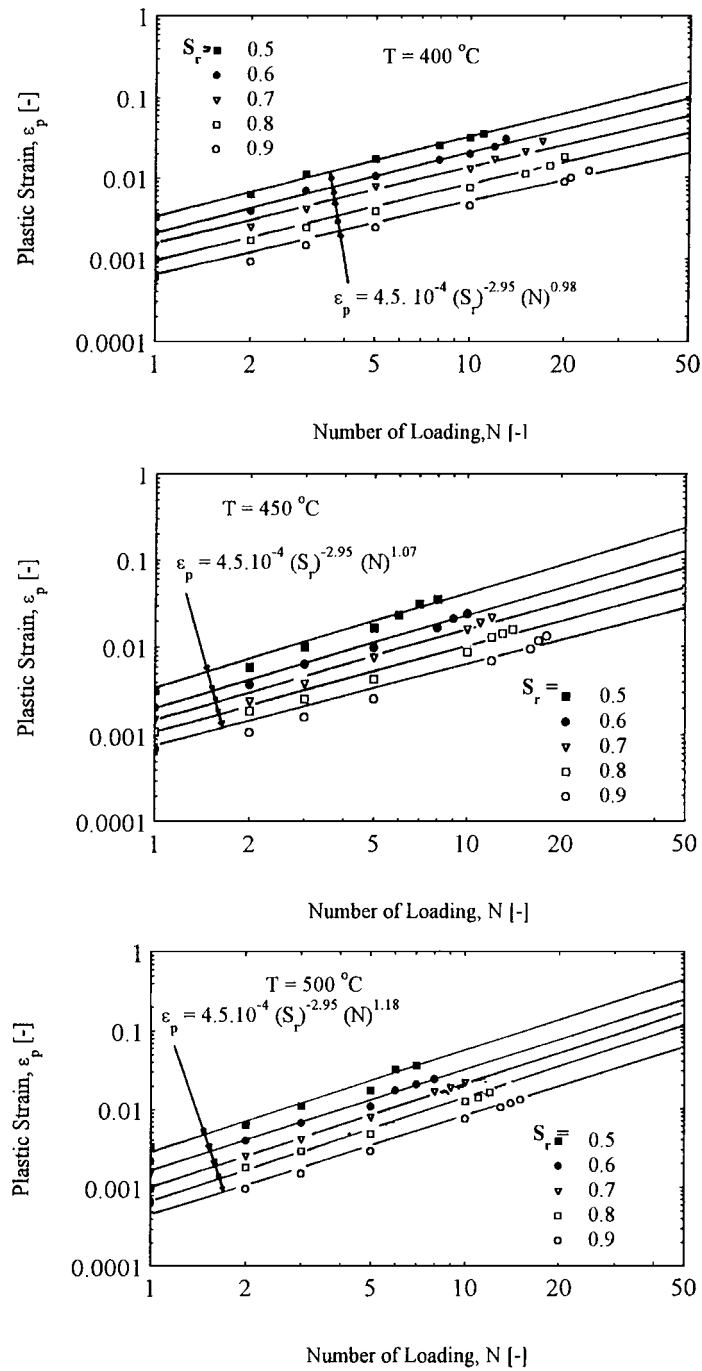 1
S_r = ■ 0.5
● 0.6
▽ 0.7
□ 0.8
○ 0.9
T = 400 °C
0.1
0.01
0.001
0.0001
Plastic Strain, ε_p [-]
ε_p = 4.5. 10^-4 (S_r)^-2.95 (N)^0.98
1 2 5 10 20 50
Number of Loading,N [-]
1
T = 450 °C
0.1
ε_p = 4.5.10^-4 (S_r)^-2.95 (N)^1.07
0.01
0.001
0.0001
Plastic Strain, ε_p [-]
S_r = ■ 0.5
● 0.6
▽ 0.7
□ 0.8
○ 0.9
1 2 5 10 20 50
Number of Loading, N [-]
1
T = 500 °C
ε_p = 4.5.10^-4 (S_r)^-2.95 (N)^1.18
0.1
0.01
0.001
0.0001
Plastic Strain, ε_p [-]
S_r =
■ 0.5
● 0.6
▽ 0.7
□ 0.8
○ 0.9
1 2 5 10 20 50
Number of Loading, N [-]